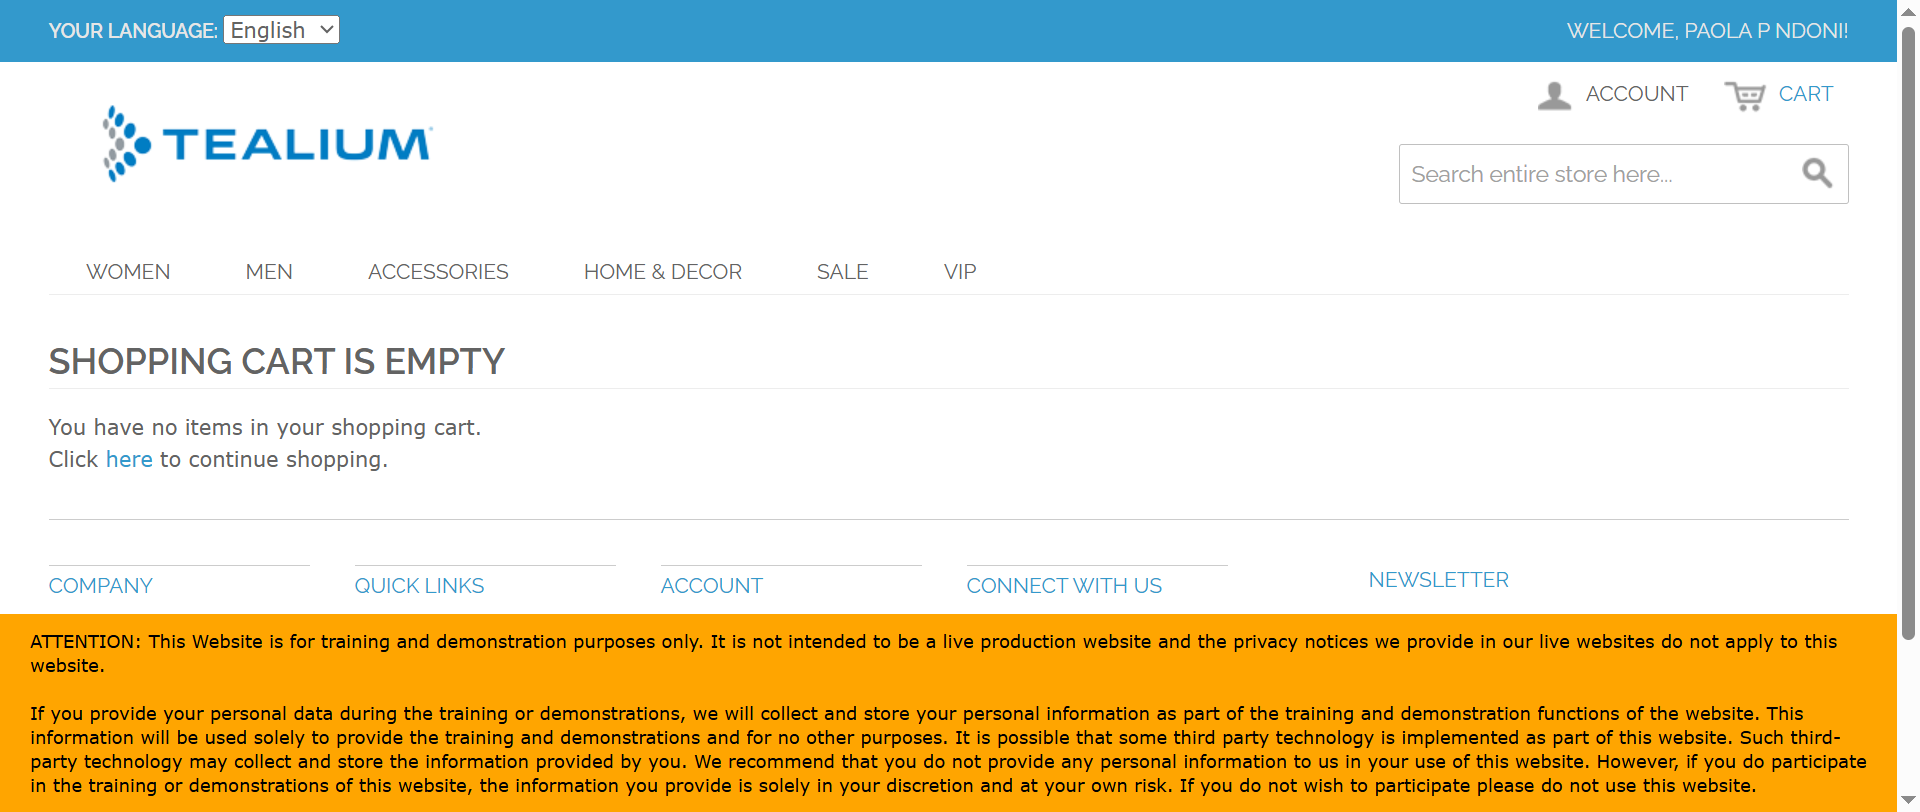 YOUR LANGUAGE: English
WELCOME, PAOLA P NDONI!
ACCOUNT
CART
TEALIUM
Search entire store here...
WOMEN
MEN
ACCESSORIES
HOME & DECOR
SALE
VIP
SHOPPING CART IS EMPTY
You have no items in your shopping cart.
Click here to continue shopping.
COMPANY
QUICK LINKS
ACCOUNT
CONNECT WITH US
NEWSLETTER
ATTENTION: This Website is for training and demonstration purposes only. It is not intended to be a live production website and the privacy notices we provide in our live websites do not apply to this
website.
If you provide your personal data during the training or demonstrations, we will collect and store your personal information as part of the training and demonstration functions of the website. This
information will be used solely to provide the training and demonstrations and for no other purposes. It is possible that some third party technology is implemented as part of this website. Such third-
party technology may collect and store the information provided by you. We recommend that you do not provide any personal information to us in your use of this website. However, if you do participate
in the training or demonstrations of this website, the information you provide is solely in your discretion and at your own risk. If you do not wish to participate please do not use this website.